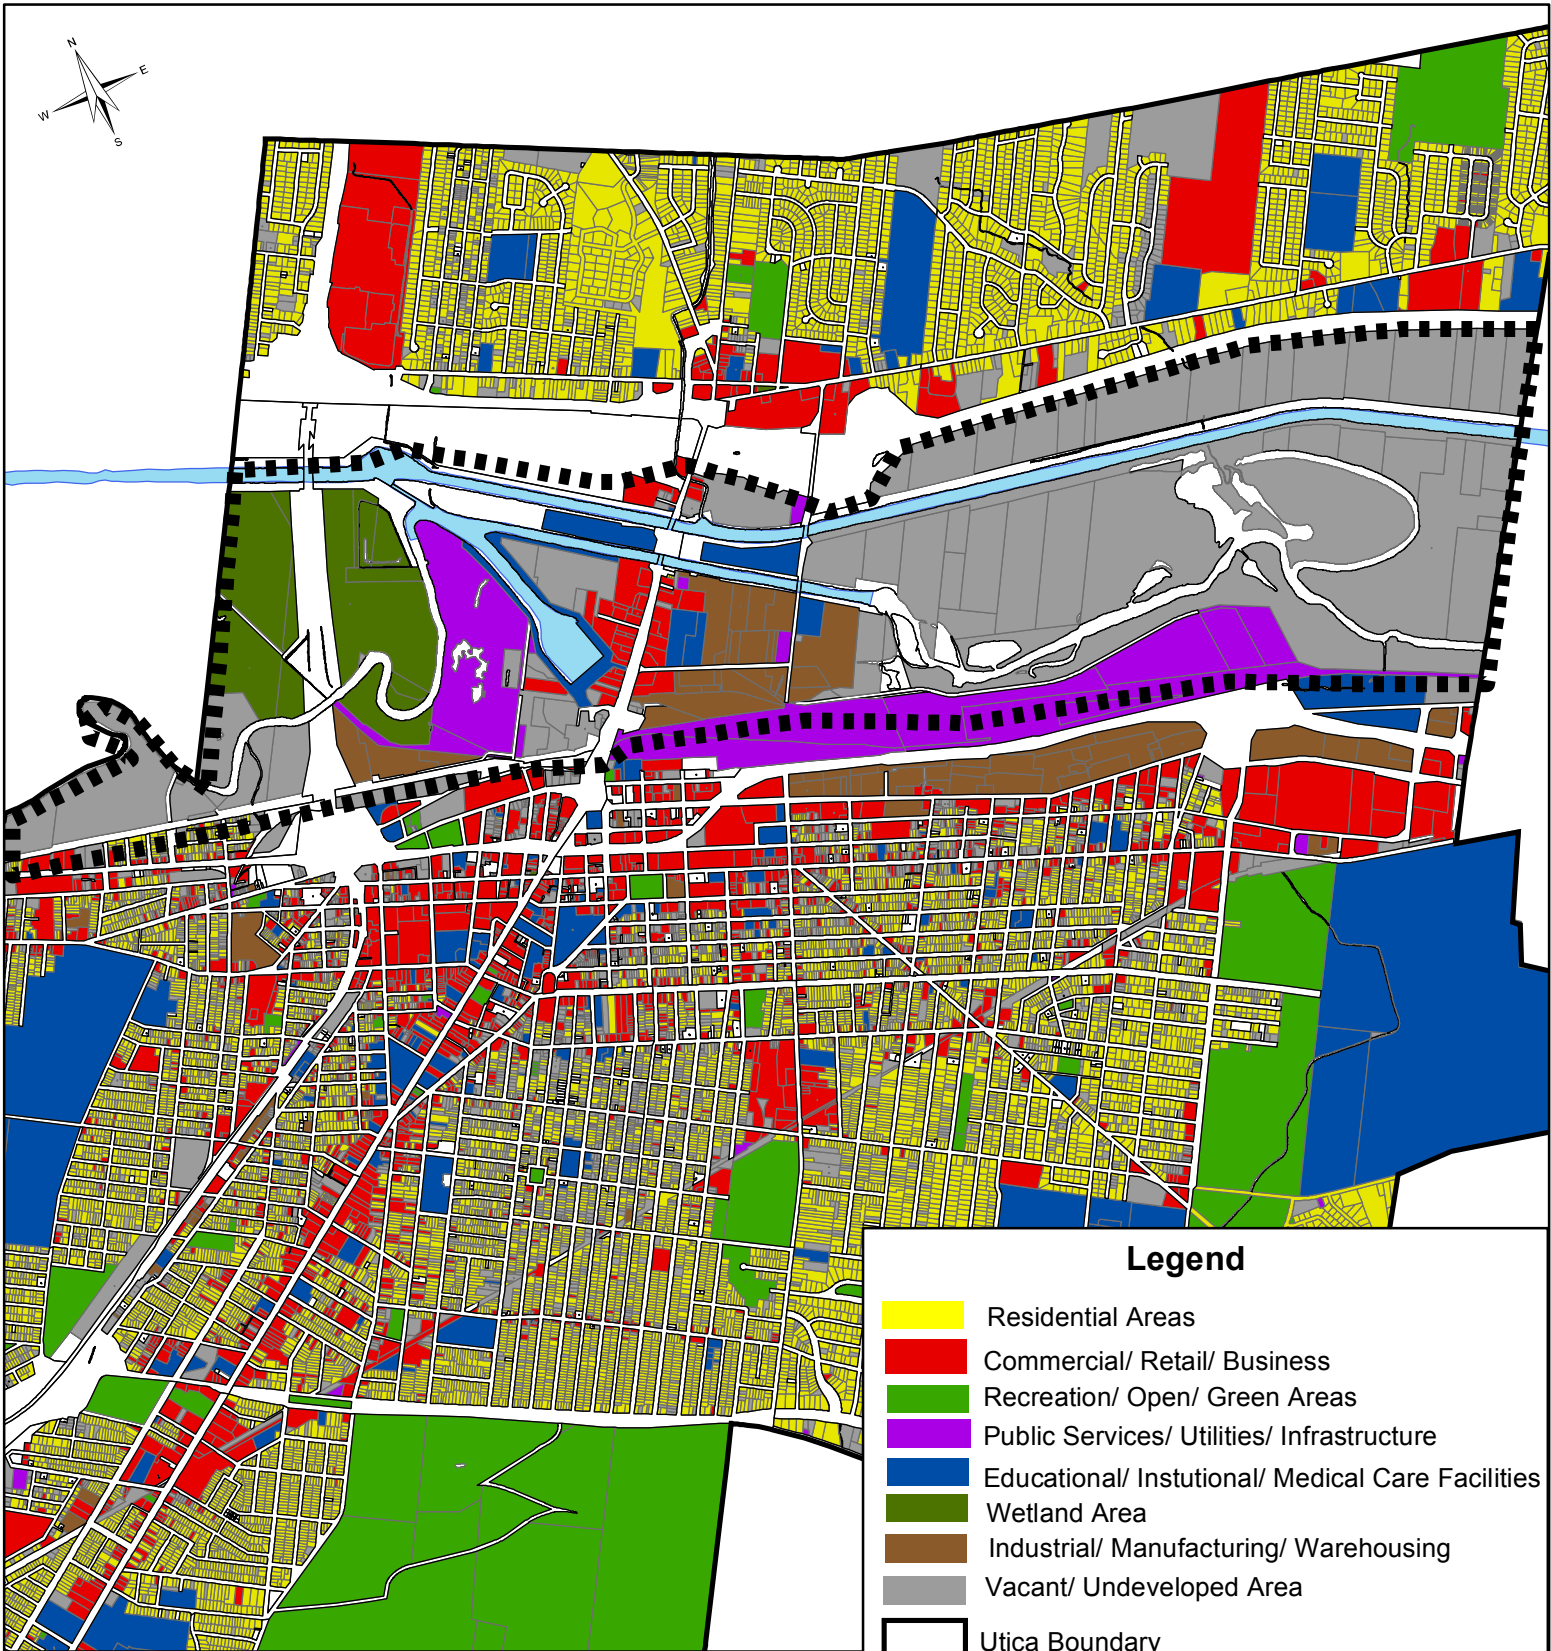 N
E
W
S
Legend
Residential Areas
Commercial/ Retail/ Business
Recreation/ Open/ Green Areas
Public Services/ Utilities/ Infrastructure
Educational/ Instutional/ Medical Care Facilities
Wetland Area
Industrial/ Manufacturing/ Warehousing
Vacant/ Undeveloped Area
Utica Boundary